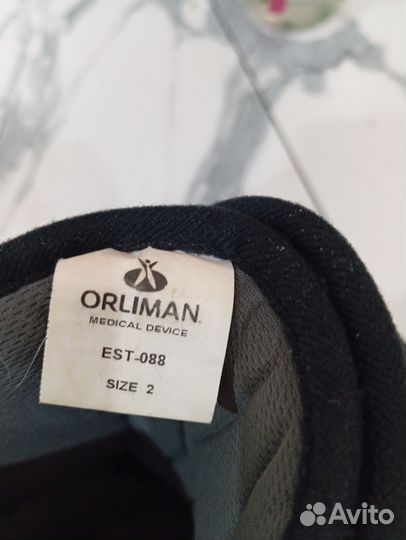 ORLIMAN
MEDICAL DEVICE
EST-088
SIZE 2
Avito